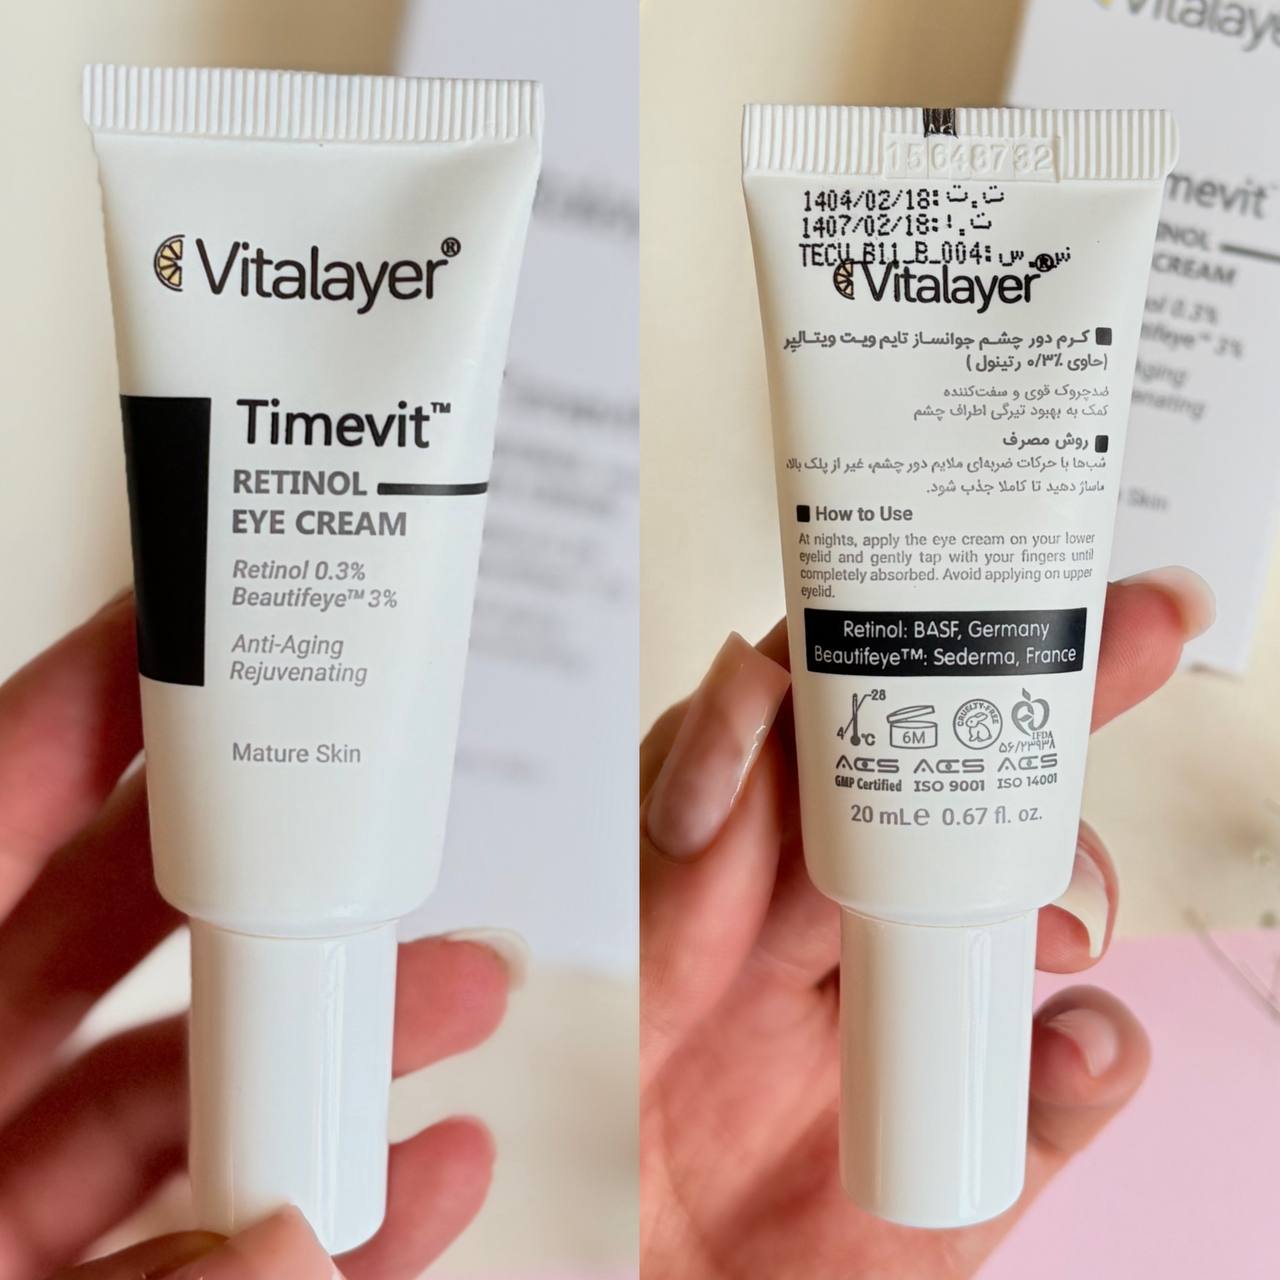 Vitalayer®
Timevit™
RETINOL
EYE CREAM
Retinol 0.3%
Beautifeye™ 3%
Anti-Aging
Rejuvenating
Mature Skin
15648732
ت.ت:1404/02/18
ت.ا:1407/02/18
س.س:TECU_B11_B_004
Vitalayer®
کرم دور چشم جوانساز تایم ویت ویتالیر
(حاوی ۰/۳٪ رتینول)
ضدچروک قوی و سفت‌کننده
کمک به بهبود تیرگی اطراف چشم
روش مصرف
شب‌ها با حرکات ضربه‌ای ملایم دور چشم، غیر از پلک بالا،
ماساژ دهید تا کاملا جذب شود.
How to Use
At nights, apply the eye cream on your lower
eyelid and gently tap with your fingers until
completely absorbed. Avoid applying on upper
eyelid.
Retinol: BASF, Germany
Beautifeye™: Sederma, France
28
4 °C
6M
CRUELTY-FREE
IFDA
۵۶/۲۳۹۳۸
ACS ACS ACS
GMP Certified ISO 9001 ISO 14001
20 mL e 0.67 fl. oz.